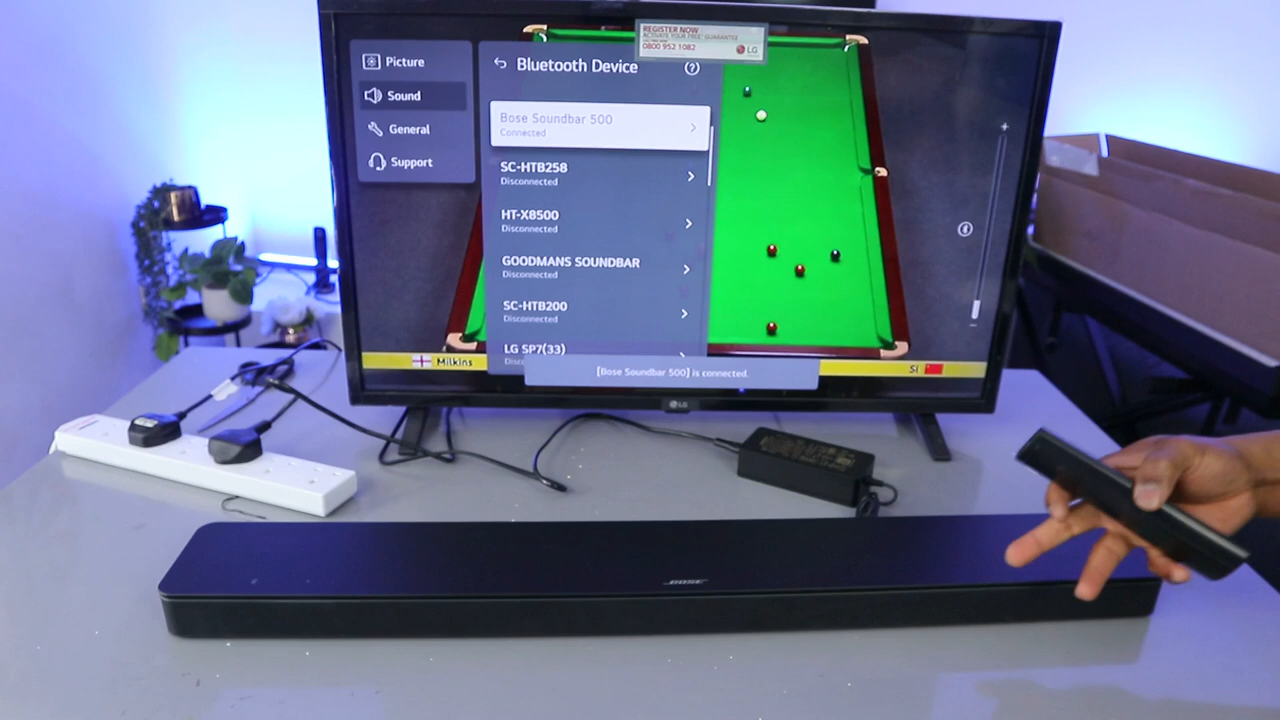 REGISTER NOW
ACTIVATE YOUR FREE* GUARANTEE
0800 952 1082
LG
Picture
Sound
General
Support
Bluetooth Device
?
Bose Soundbar 500
Connected
SC-HTB258
Disconnected
HT-X8500
Disconnected
GOODMANS SOUNDBAR
Disconnected
SC-HTB200
Disconnected
LG SP7(33)
[Bose Soundbar 500] is connected.
Milkins
Si
LG
BOSE